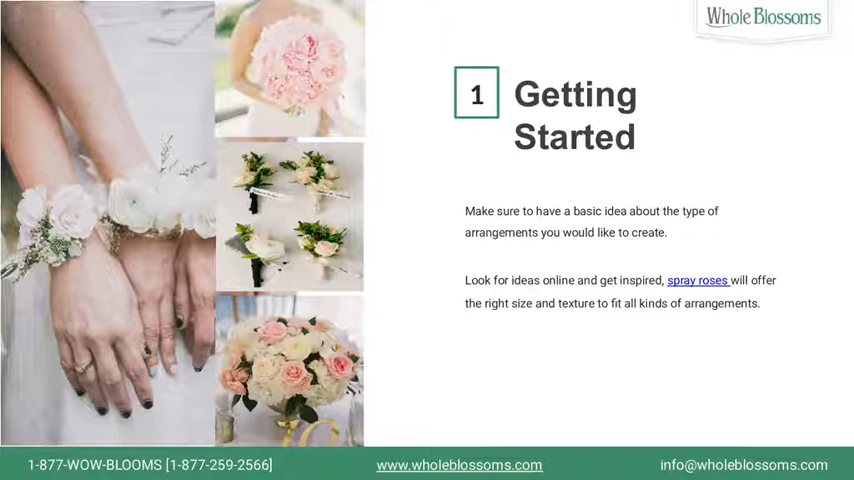 Whole Blossoms
1
Getting
Started
Make sure to have a basic idea about the type of
arrangements you would like to create.
Look for ideas online and get inspired, spray roses will offer
the right size and texture to fit all kinds of arrangements.
1-877-WOW-BLOOMS [1-877-259-2566]
www.wholeblossoms.com
info@wholeblossoms.com